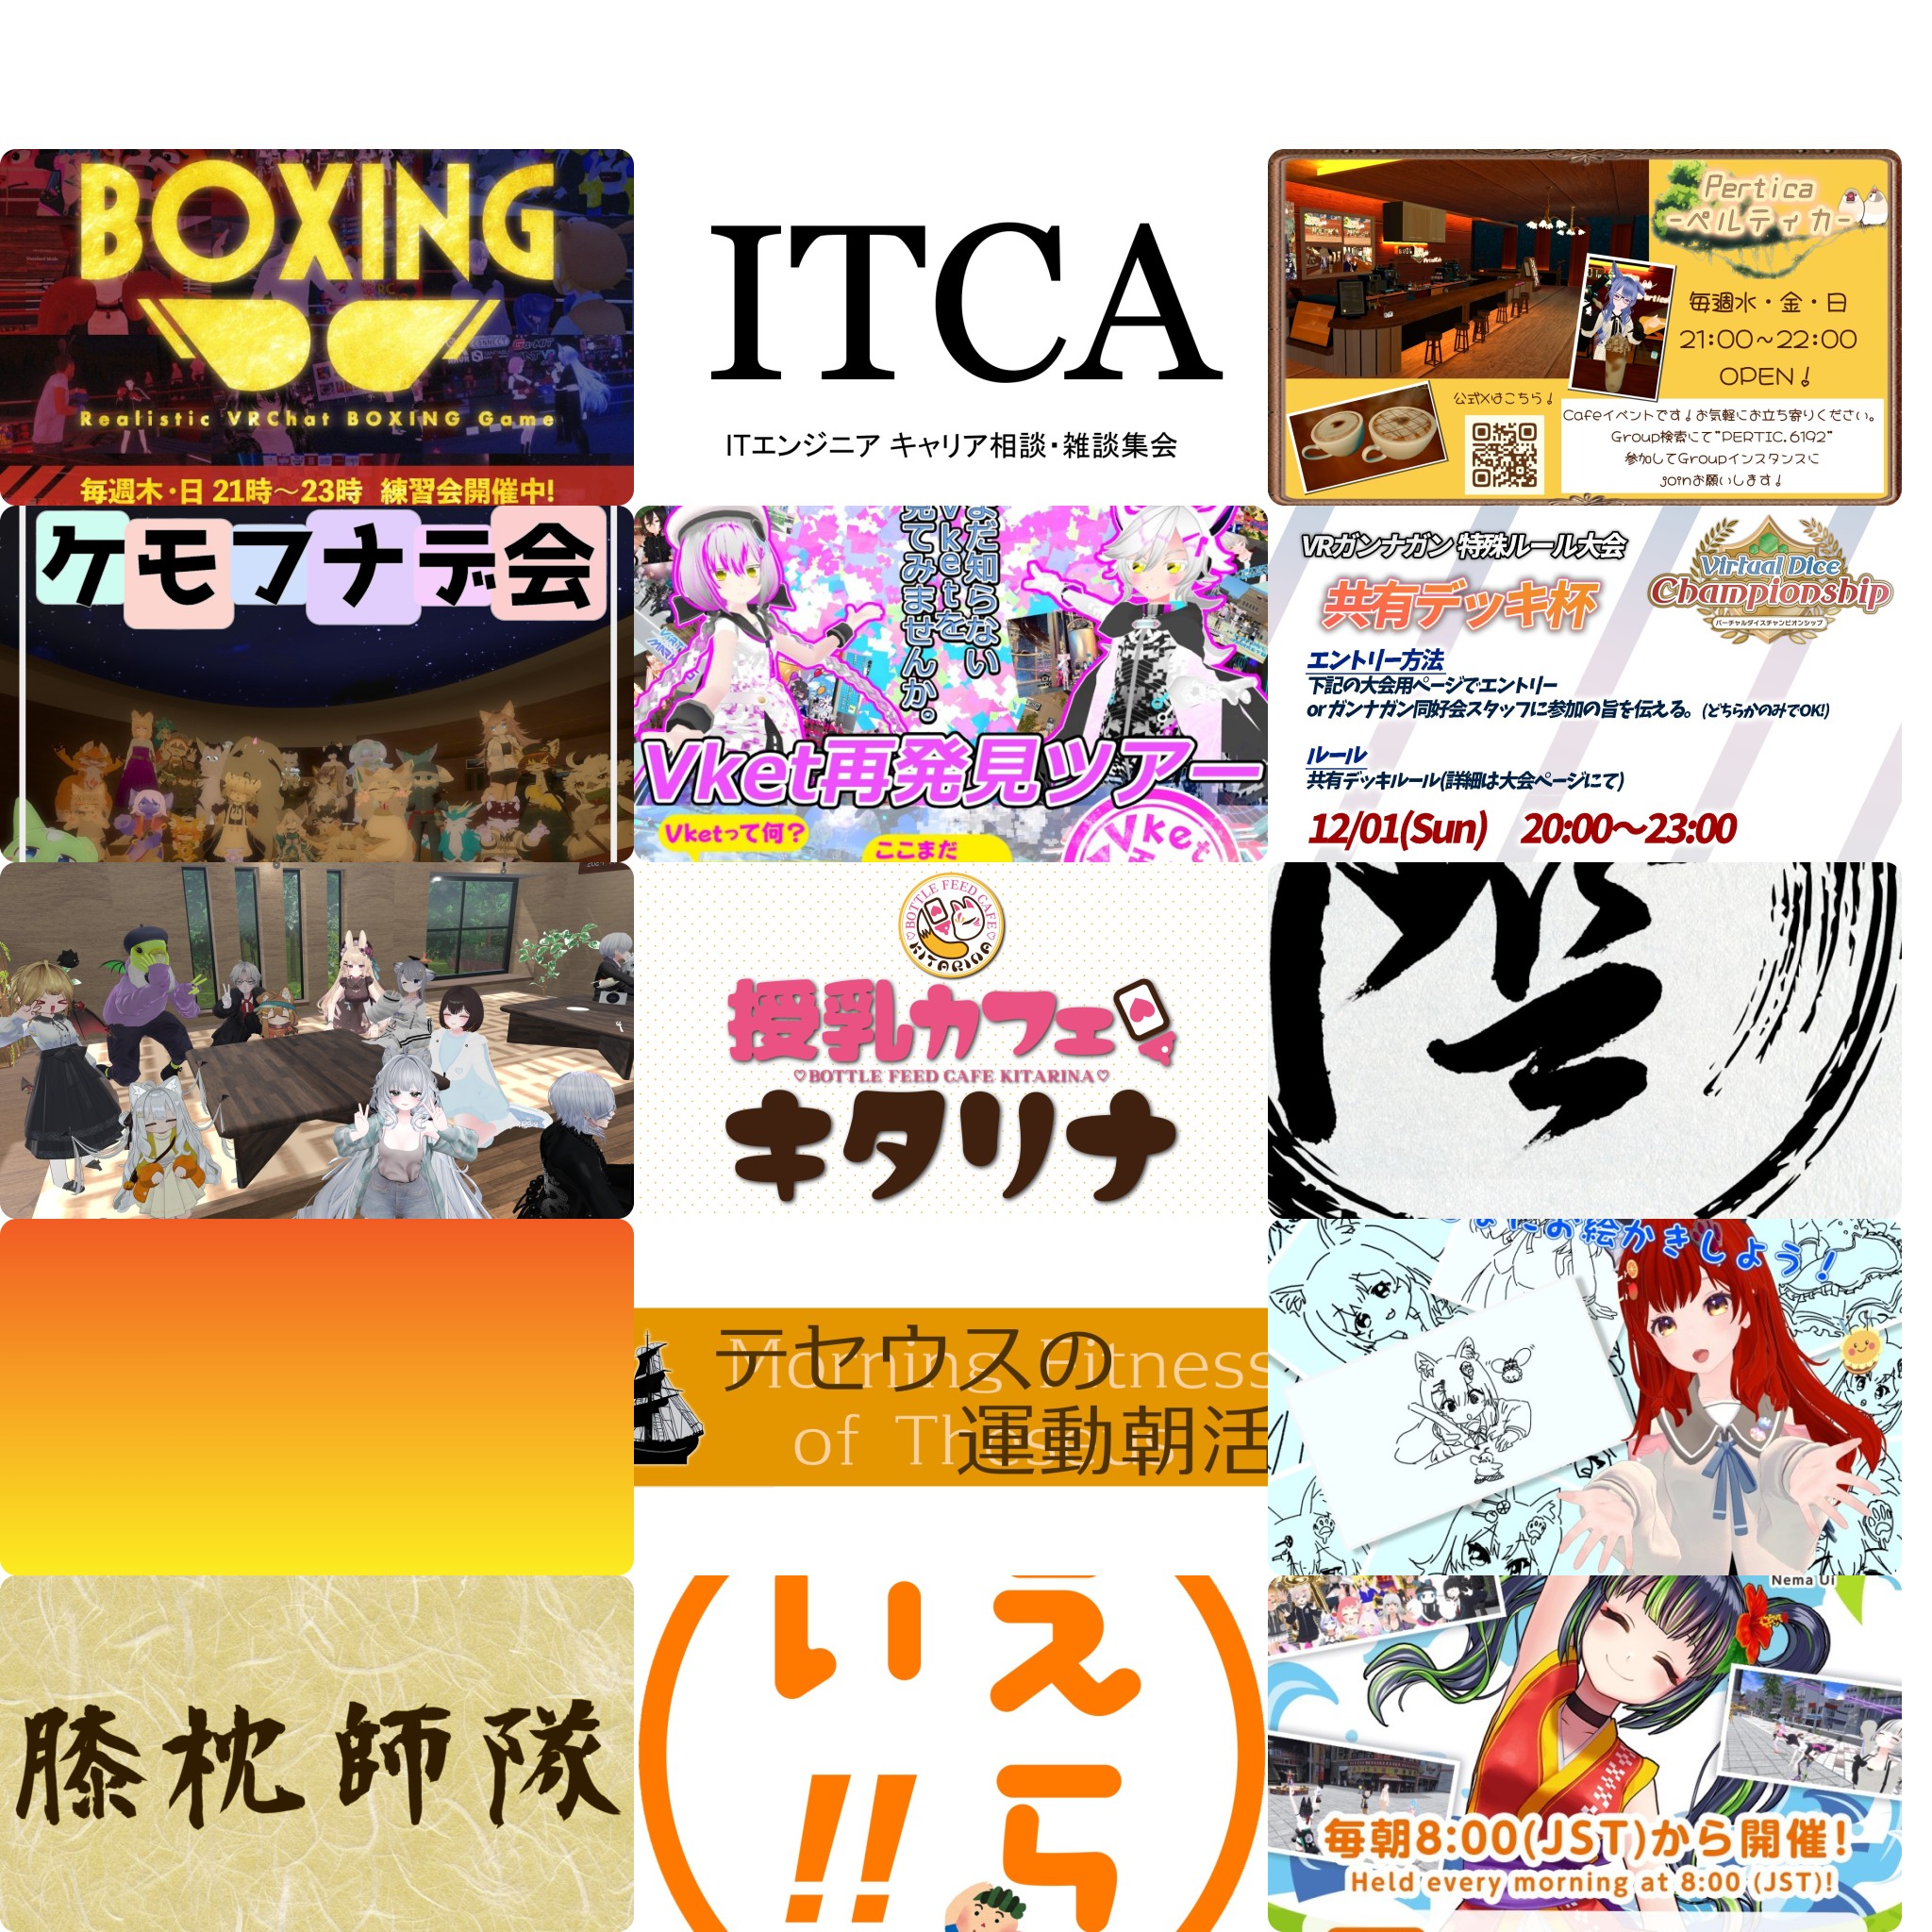 BOXING
Realistic VRChat BOXING Game
毎週木・日 21時～23時 練習会開催中!
ITCA
ITエンジニア キャリア相談・雑談集会
Pertica
-ペルティカ-
毎週水・金・日
21:00~22:00
OPEN!
公式Xはこちら!
Cafeイベントです!お気軽にお立ち寄りください。
Group検索にて"PERTIC.6192"
参加してGroupインスタンスに
joinお願いします!
ケモフナデ会
まだ知らない
Vketを
見てみませんか。
Vket再発見ツアー
Vketって何?
ここまだ
Vket
VRガンナガン 特殊ルール大会
共有デッキ杯
Virtual Dice
Championship
バーチャルダイスチャンピオンシップ
エントリー方法
下記の大会用ページでエントリー
or ガンナガン同好会スタッフに参加の旨を伝える。(どちらかのみでOK!)
ルール
共有デッキルール(詳細は大会ページにて)
12/01(Sun) 20:00～23:00
BOTTLE FEED CAFE
KITARINA
授乳カフェ
♡BOTTLE FEED CAFE KITARINA♡
キタリナ
テセウスの
運動朝活
Morning Fitness
of Theseus
お絵かきしよう!
膝枕師隊
えら
い!!
Nema Ui
毎朝8:00(JST)から開催!
Held every morning at 8:00 (JST)!